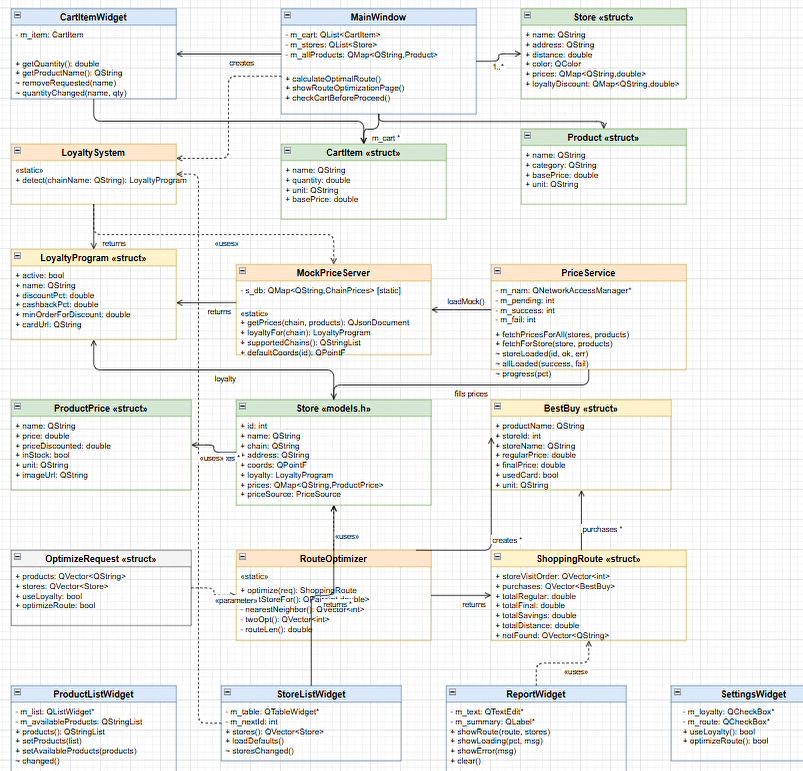 CartItemWidget
- m_item: CartItem
+ getQuantity(): double
+ getProductName(): QString
~ removeRequested(name)
~ quantityChanged(name, qty)
MainWindow
- m_cart: QList<CartItem>
- m_stores: QList<Store>
- m_allProducts: QMap<QString,Product>
+ calculateOptimalRoute()
+ showRouteOptimizationPage()
+ checkCartBeforeProceed()
Store «struct»
+ name: QString
+ address: QString
+ distance: double
+ color: QColor
+ prices: QMap<QString,double>
+ loyaltyDiscount: QMap<QString,double>
creates
m_cart *
LoyaltySystem
«static»
+ detect(chainName: QString): LoyaltyProgram
CartItem «struct»
+ name: QString
+ quantity: double
+ unit: QString
+ basePrice: double
Product «struct»
+ name: QString
+ category: QString
+ basePrice: double
+ unit: QString
returns
«uses»
LoyaltyProgram «struct»
+ active: bool
+ name: QString
+ discountPct: double
+ cashbackPct: double
+ minOrderForDiscount: double
+ cardUrl: QString
MockPriceServer
- s_db: QMap<QString,ChainPrices> [static]
«static»
+ getPrices(chain, products): QJsonDocument
+ loyaltyFor(chain): LoyaltyProgram
+ supportedChains(): QStringList
+ defaultCoords(id): QPointF
PriceService
- m_nam: QNetworkAccessManager*
- m_pending: int
- m_success: int
- m_fail: int
+ fetchPricesForAll(stores, products)
+ fetchForStore(store, products)
~ storeLoaded(id, ok, err)
~ allLoaded(success, fail)
~ progress(pct)
returns
loadMock()
loyalty
fills prices
ProductPrice «struct»
+ name: QString
+ price: double
+ priceDiscounted: double
+ inStock: bool
+ unit: QString
+ imageUrl: QString
Store «models.h»
+ id: int
+ name: QString
+ chain: QString
+ address: QString
+ coords: QPointF
+ loyalty: LoyaltyProgram
+ prices: QMap<QString,ProductPrice>
+ priceSource: PriceSource
BestBuy «struct»
+ productName: QString
+ storeId: int
+ storeName: QString
+ regularPrice: double
+ finalPrice: double
+ usedCard: bool
+ unit: QString
«uses»
«uses»
creates *
purchases *
OptimizeRequest «struct»
+ products: QVector<QString>
+ stores: QVector<Store>
+ useLoyalty: bool
+ optimizeRoute: bool
RouteOptimizer
«static»
+ optimize(req): ShoppingRoute
- nearestNeighbor(): QVector<int>
- twoOpt(): QVector<int>
- routeLen(): double
ShoppingRoute «struct»
+ storeVisitOrder: QVector<int>
+ purchases: QVector<BestBuy>
+ totalRegular: double
+ totalFinal: double
+ totalSavings: double
+ totalDistance: double
+ notFound: QVector<QString>
returns
returns
«uses»
ProductListWidget
- m_list: QListWidget*
- m_availableProducts: QStringList
+ products(): QStringList
+ setProducts(list)
+ setAvailableProducts(products)
~ changed()
StoreListWidget
- m_table: QTableWidget*
- m_nextId: int
+ stores(): QVector<Store>
+ loadDefaults()
~ storesChanged()
ReportWidget
- m_text: QTextEdit*
- m_summary: QLabel*
+ showRoute(route, stores)
+ showLoading(pct, msg)
+ showError(msg)
+ clear()
SettingsWidget
- m_loyalty: QCheckBox*
- m_route: QCheckBox*
+ useLoyalty(): bool
+ optimizeRoute(): bool